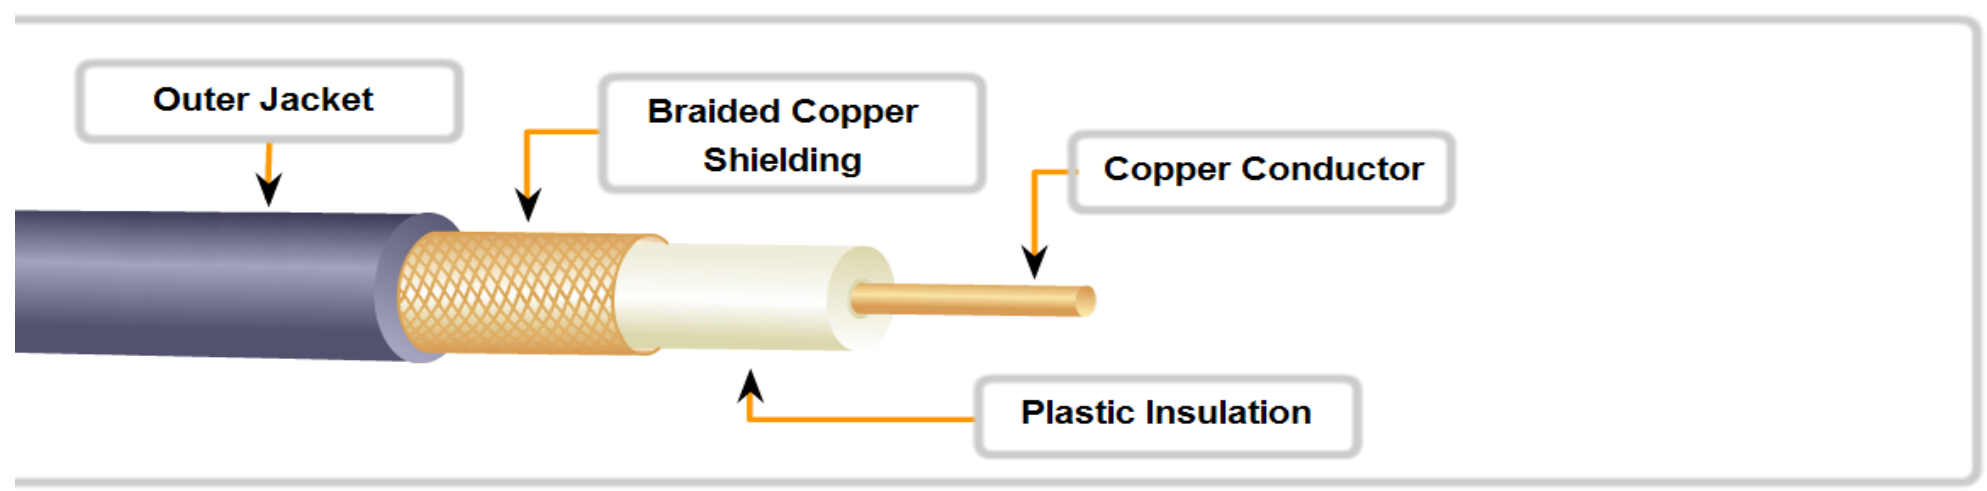 Outer Jacket
Braided Copper
Shielding
Copper Conductor
Plastic Insulation